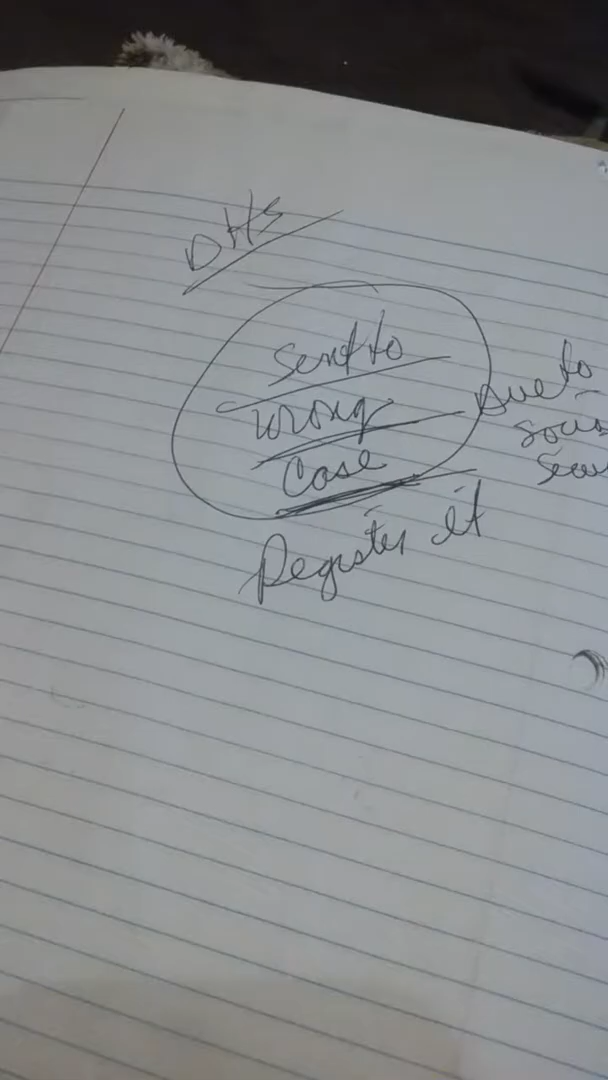 DHS
Sent to
wrong
Case
Due to
Register it